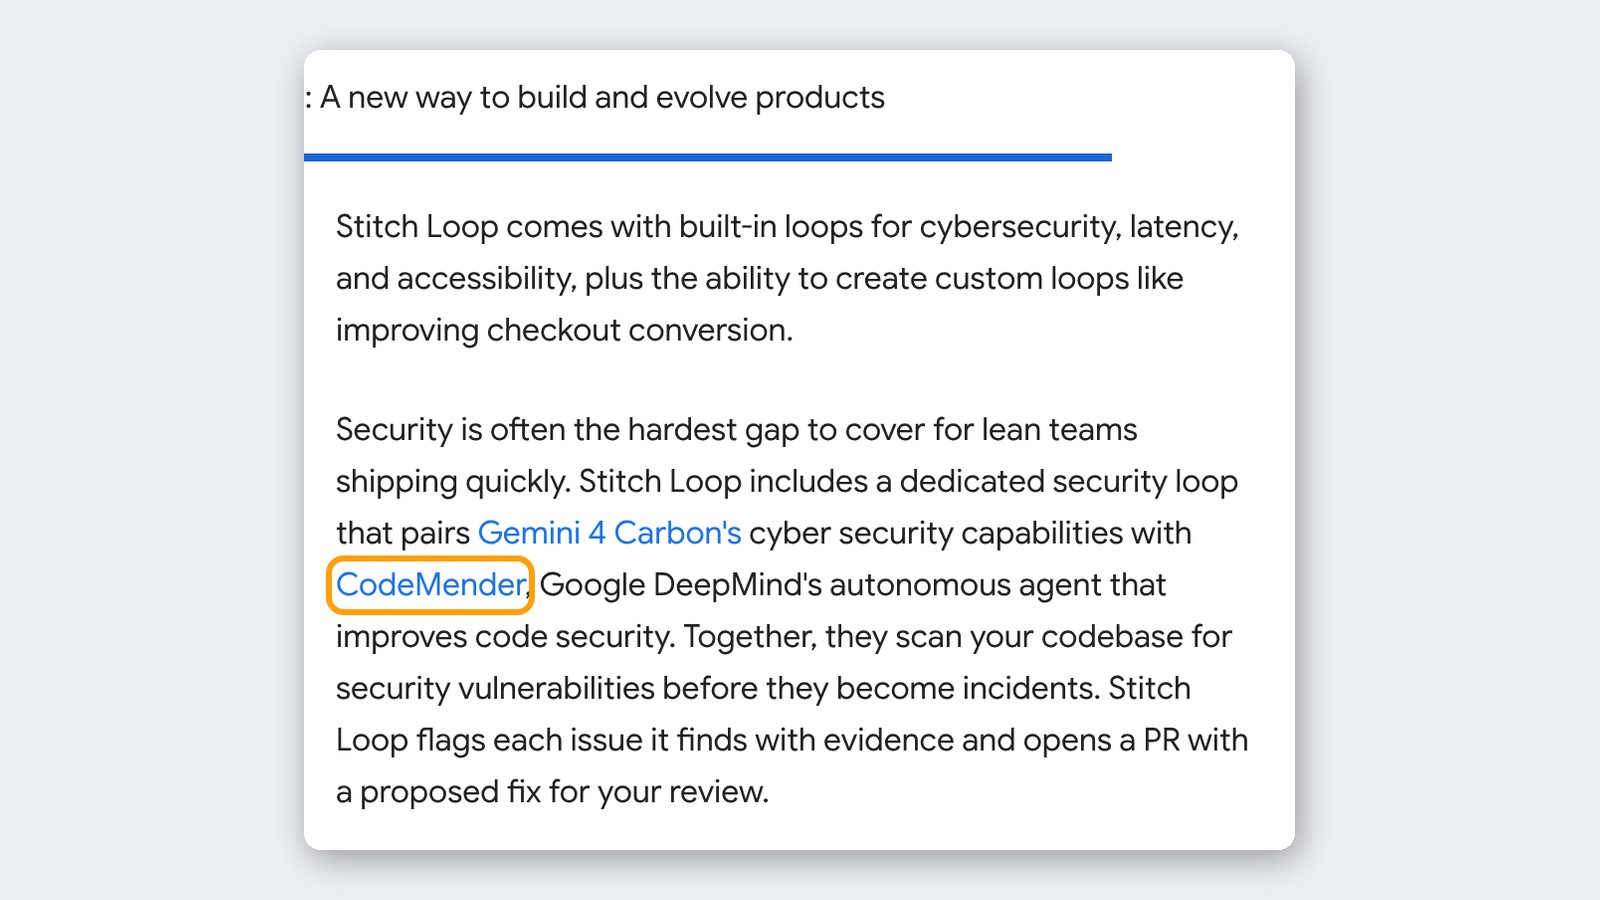 : A new way to build and evolve products
Stitch Loop comes with built-in loops for cybersecurity, latency,
and accessibility, plus the ability to create custom loops like
improving checkout conversion.
Security is often the hardest gap to cover for lean teams
shipping quickly. Stitch Loop includes a dedicated security loop
that pairs Gemini 4 Carbon's cyber security capabilities with
CodeMender, Google DeepMind's autonomous agent that
improves code security. Together, they scan your codebase for
security vulnerabilities before they become incidents. Stitch
Loop flags each issue it finds with evidence and opens a PR with
a proposed fix for your review.